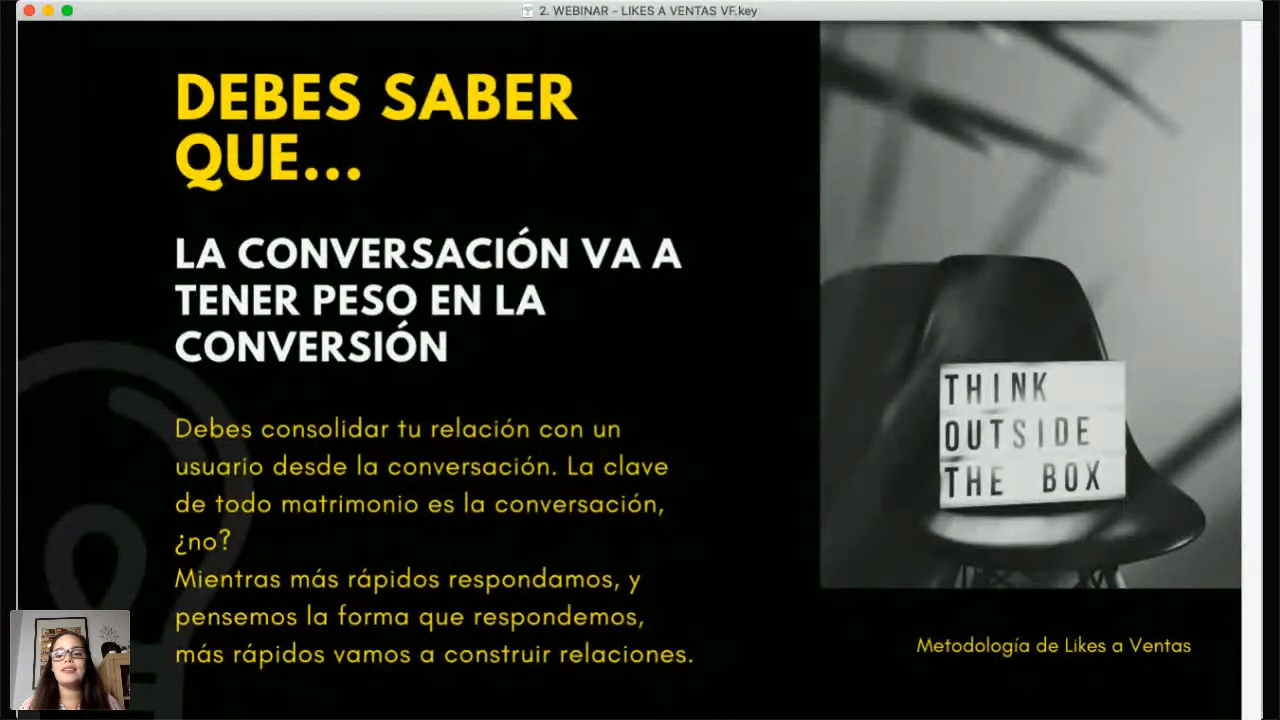 2. WEBINAR - LIKES A VENTAS VF.key
DEBES SABER
QUE...
LA CONVERSACIÓN VA A
TENER PESO EN LA
CONVERSIÓN
Debes consolidar tu relación con un
usuario desde la conversación. La clave
de todo matrimonio es la conversación,
¿no?
Mientras más rápidos respondamos, y
pensemos la forma que respondemos,
más rápidos vamos a construir relaciones.
THINK
OUTSIDE
THE BOX
Metodología de Likes a Ventas